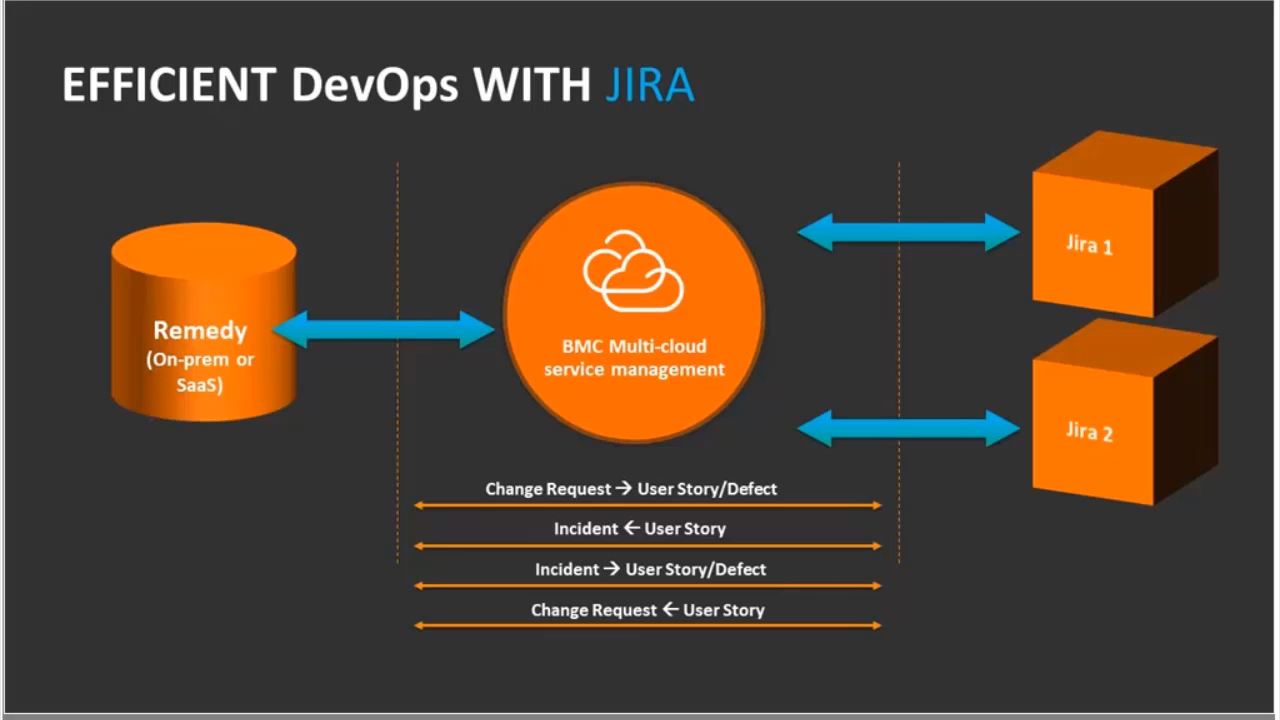 EFFICIENT DevOps WITH JIRA
Remedy
(On-prem or
SaaS)
BMC Multi-cloud
service management
Jira 1
Jira 2
Change Request → User Story/Defect
Incident ← User Story
Incident → User Story/Defect
Change Request ← User Story